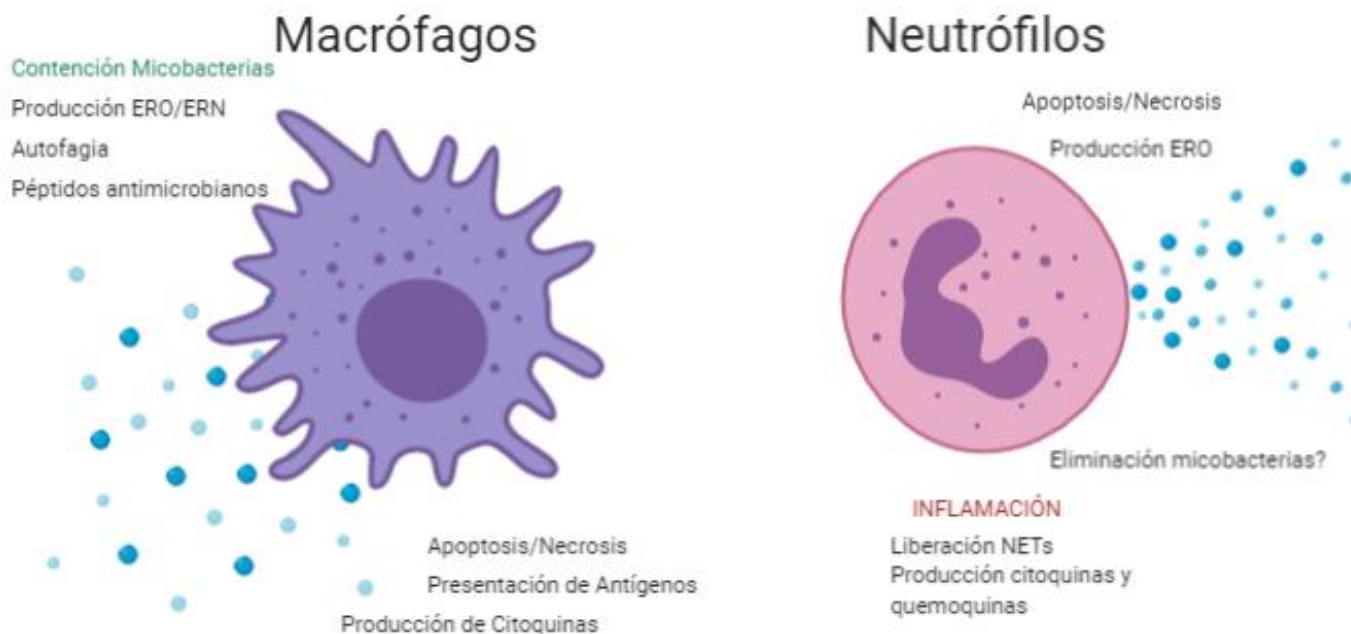 Macrófagos
Contención Micobacterias
Producción ERO/ERN
Autofagia
Péptidos antimicrobianos
Apoptosis/Necrosis
Presentación de Antígenos
Producción de Citoquinas
Neutrófilos
Apoptosis/Necrosis
Producción ERO
Eliminación micobacterias?
INFLAMACIÓN
Liberación NETs
Producción citoquinas y
quemoquinas